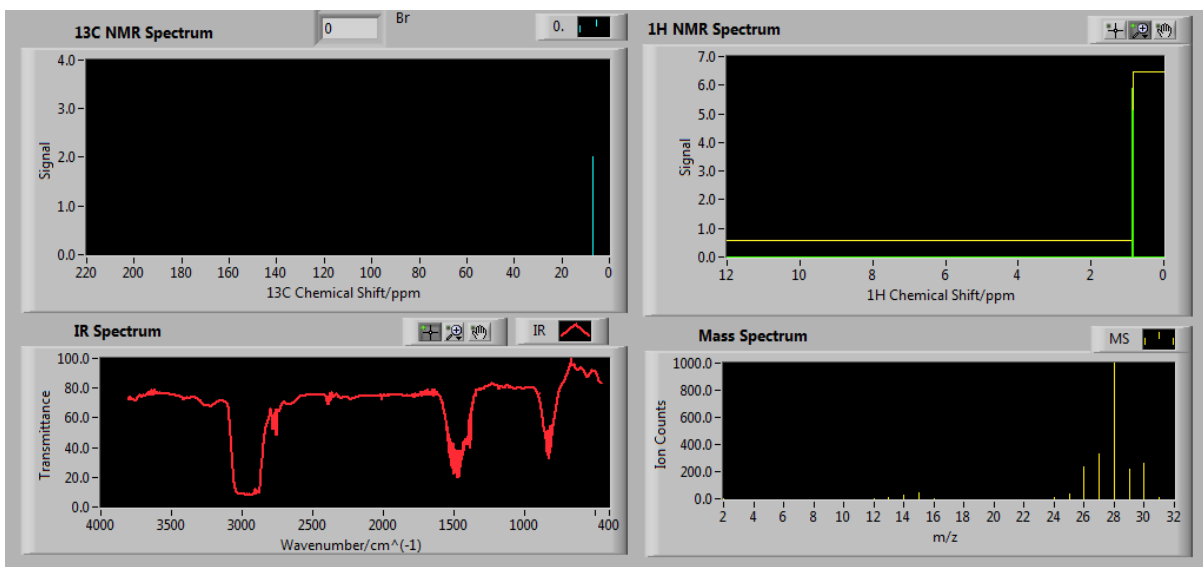 13C NMR Spectrum
0
Br
0.
4.0
3.0
2.0
1.0
0.0
Signal
220 200 180 160 140 120 100 80 60 40 20 0
13C Chemical Shift/ppm
1H NMR Spectrum
7.0
6.0
5.0
4.0
3.0
2.0
1.0
0.0
Signal
12 10 8 6 4 2 0
1H Chemical Shift/ppm
IR Spectrum
IR
100.0
80.0
60.0
40.0
20.0
0.0
Transmittance
4000 3000 2000 1000 400
Wavenumber/cm^(-1)
Mass Spectrum
MS
1000.0
800.0
600.0
400.0
200.0
0.0
Ion Counts
2 4 6 8 10 12 14 16 18 20 22 24 26 28 30 32
m/z